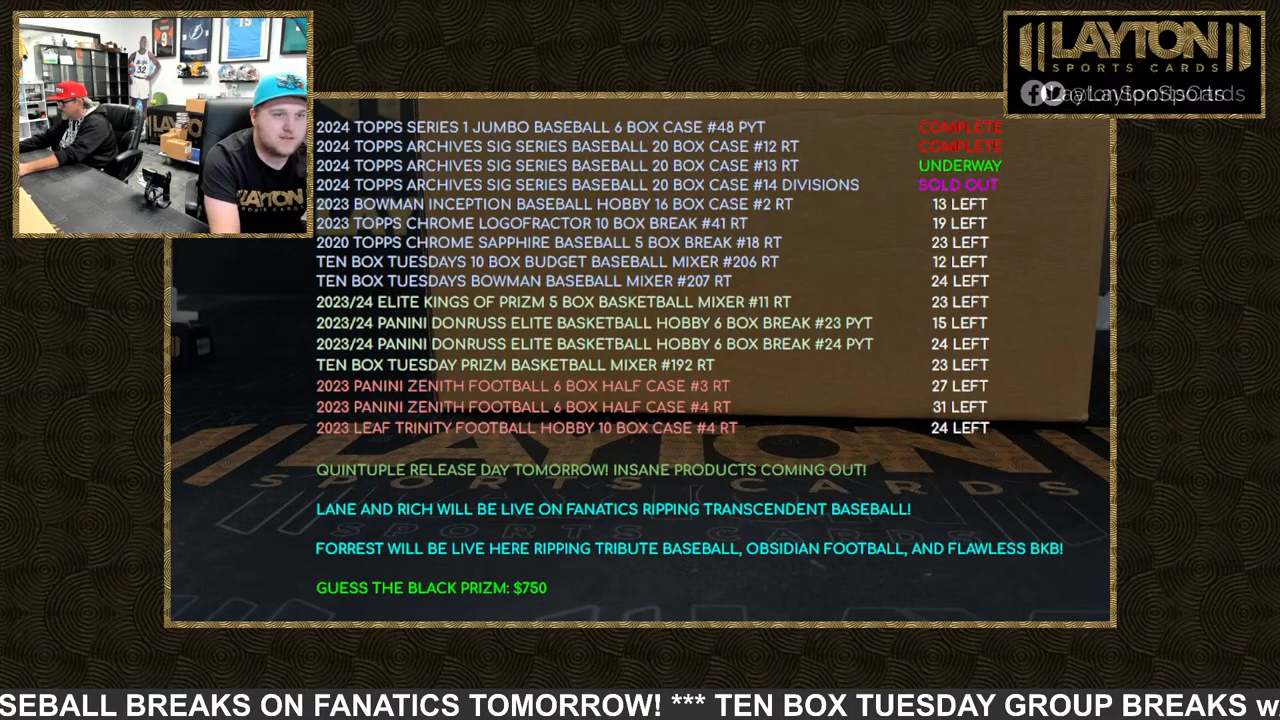 LAYTON
SPORTS CARDS
2024 TOPPS SERIES 1 JUMBO BASEBALL 6 BOX CASE #48 PYT COMPLETE
2024 TOPPS ARCHIVES SIG SERIES BASEBALL 20 BOX CASE #12 RT COMPLETE
2024 TOPPS ARCHIVES SIG SERIES BASEBALL 20 BOX CASE #13 RT UNDERWAY
2024 TOPPS ARCHIVES SIG SERIES BASEBALL 20 BOX CASE #14 DIVISIONS SOLD OUT
2023 BOWMAN INCEPTION BASEBALL HOBBY 16 BOX CASE #2 RT 13 LEFT
2023 TOPPS CHROME LOGOFRACTOR 10 BOX BREAK #41 RT 19 LEFT
2020 TOPPS CHROME SAPPHIRE BASEBALL 5 BOX BREAK #18 RT 23 LEFT
TEN BOX TUESDAYS 10 BOX BUDGET BASEBALL MIXER #206 RT 12 LEFT
TEN BOX TUESDAYS BOWMAN BASEBALL MIXER #207 RT 24 LEFT
2023/24 ELITE KINGS OF PRIZM 5 BOX BASKETBALL MIXER #11 RT 23 LEFT
2023/24 PANINI DONRUSS ELITE BASKETBALL HOBBY 6 BOX BREAK #23 PYT 15 LEFT
2023/24 PANINI DONRUSS ELITE BASKETBALL HOBBY 6 BOX BREAK #24 PYT 24 LEFT
TEN BOX TUESDAY PRIZM BASKETBALL MIXER #192 RT 23 LEFT
2023 PANINI ZENITH FOOTBALL 6 BOX HALF CASE #3 RT 27 LEFT
2023 PANINI ZENITH FOOTBALL 6 BOX HALF CASE #4 RT 31 LEFT
2023 LEAF TRINITY FOOTBALL HOBBY 10 BOX CASE #4 RT 24 LEFT
LAYTON
SPORTS CARDS
QUINTUPLE RELEASE DAY TOMORROW! INSANE PRODUCTS COMING OUT!
LANE AND RICH WILL BE LIVE ON FANATICS RIPPING TRANSCENDENT BASEBALL!
FORREST WILL BE LIVE HERE RIPPING TRIBUTE BASEBALL, OBSIDIAN FOOTBALL, AND FLAWLESS BKB!
GUESS THE BLACK PRIZM: $750
SEBALL BREAKS ON FANATICS TOMORROW! *** TEN BOX TUESDAY GROUP BREAKS w